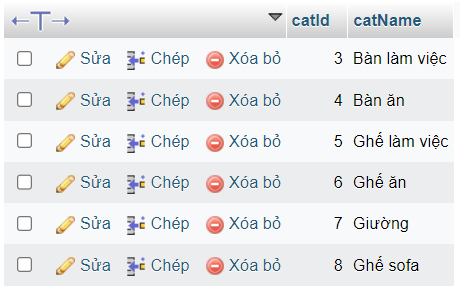 catId catName
Sửa Chép Xóa bỏ 3 Bàn làm việc
Sửa Chép Xóa bỏ 4 Bàn ăn
Sửa Chép Xóa bỏ 5 Ghế làm việc
Sửa Chép Xóa bỏ 6 Ghế ăn
Sửa Chép Xóa bỏ 7 Giường
Sửa Chép Xóa bỏ 8 Ghế sofa